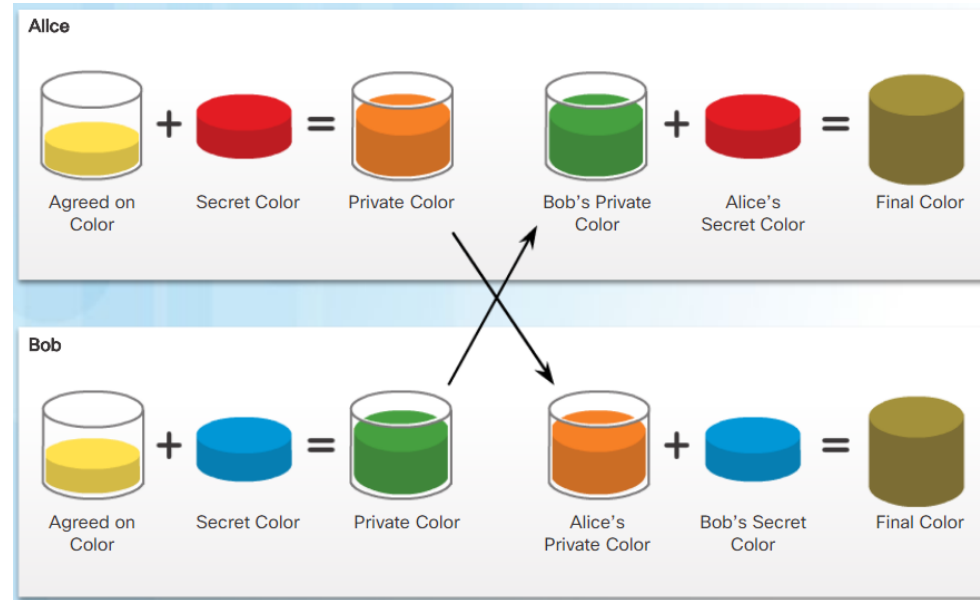 Alice
+ = + =
Agreed on Secret Color Private Color Bob's Private Alice's Final Color
Color Color Secret Color
Bob
+ = + =
Agreed on Secret Color Private Color Alice's Bob's Secret Final Color
Color Private Color Color